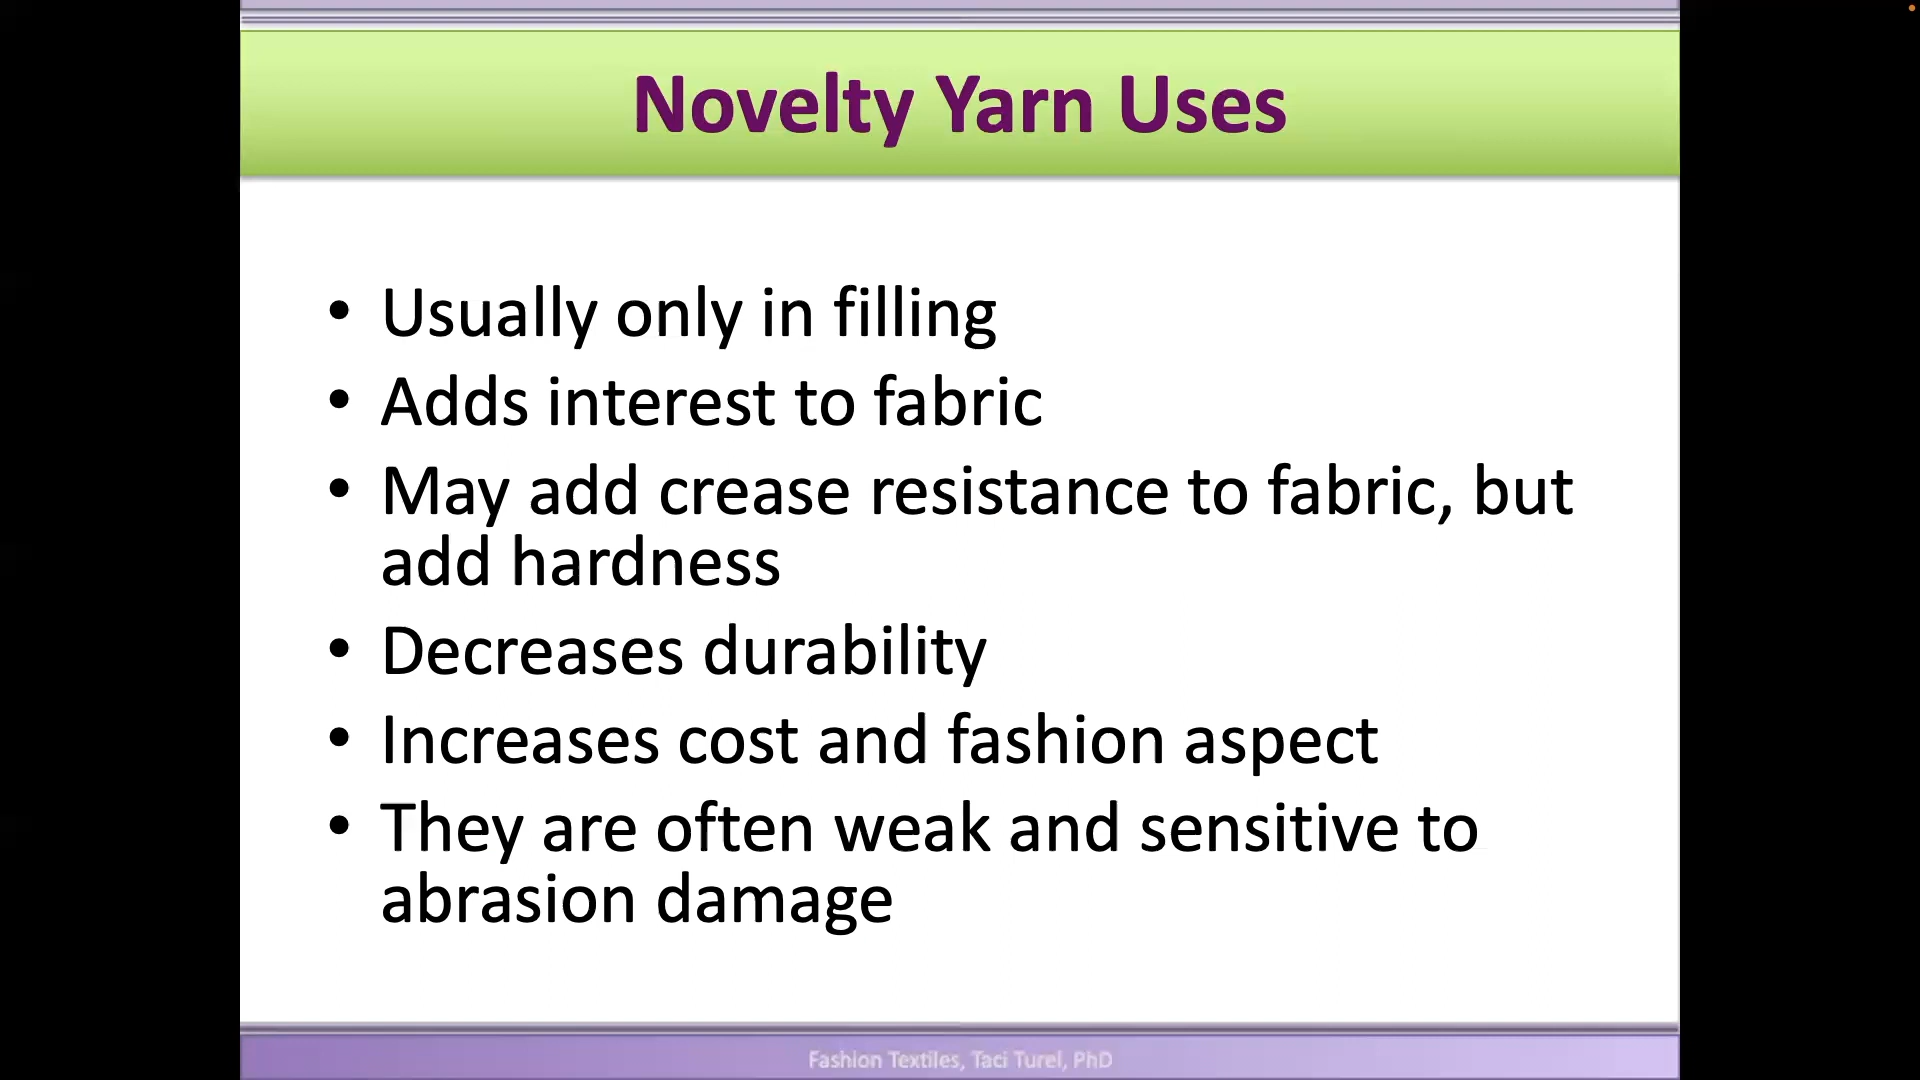 Novelty Yarn Uses
• Usually only in filling
• Adds interest to fabric
• May add crease resistance to fabric, but
add hardness
• Decreases durability
• Increases cost and fashion aspect
• They are often weak and sensitive to
abrasion damage
Fashion Textiles, Taci Turel, PhD